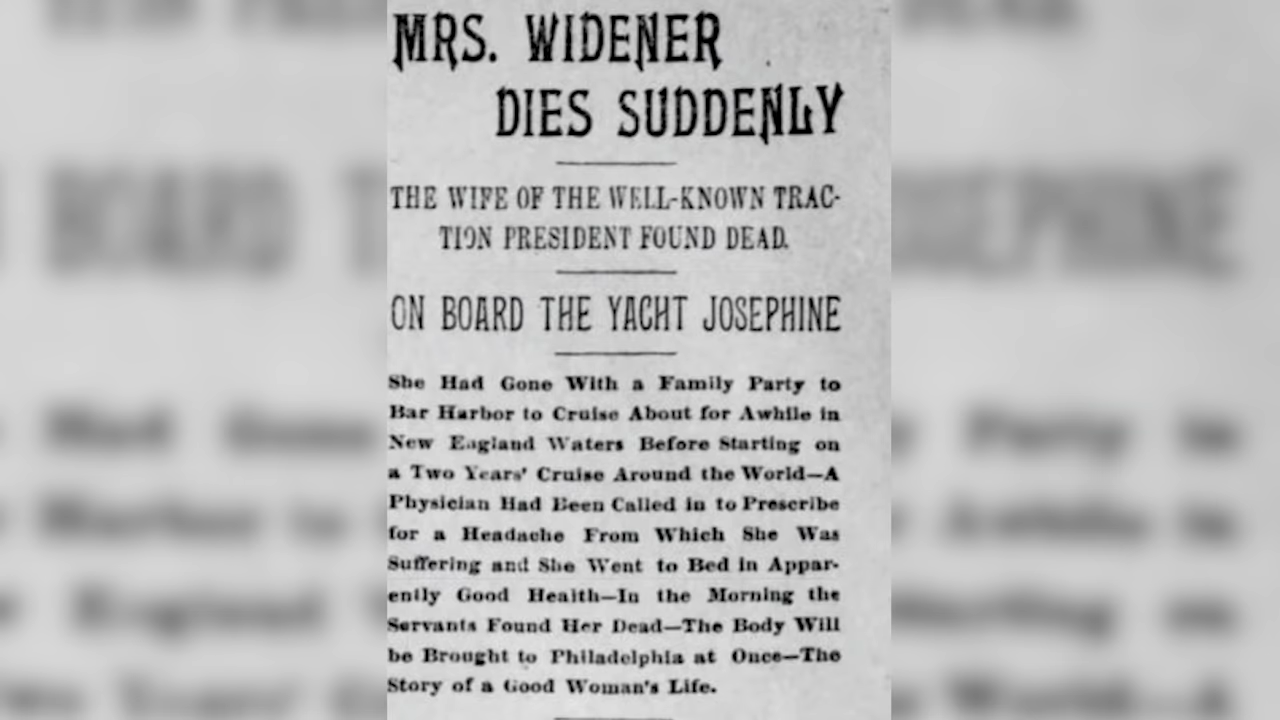 MRS. WIDENER
DIES SUDDENLY
THE WIFE OF THE WELL-KNOWN TRAC-
TION PRESIDENT FOUND DEAD.
ON BOARD THE YACHT JOSEPHINE
She Had Gone With a Family Party to
Bar Harbor to Cruise About for Awhile in
New England Waters Before Starting on
a Two Years' Cruise Around the World—A
Physician Had Been Called in to Prescribe
for a Headache From Which She Was
Suffering and She Went to Bed in Appar-
ently Good Health—In the Morning the
Servants Found Her Dead—The Body Will
be Brought to Philadelphia at Once—The
Story of a Good Woman's Life.